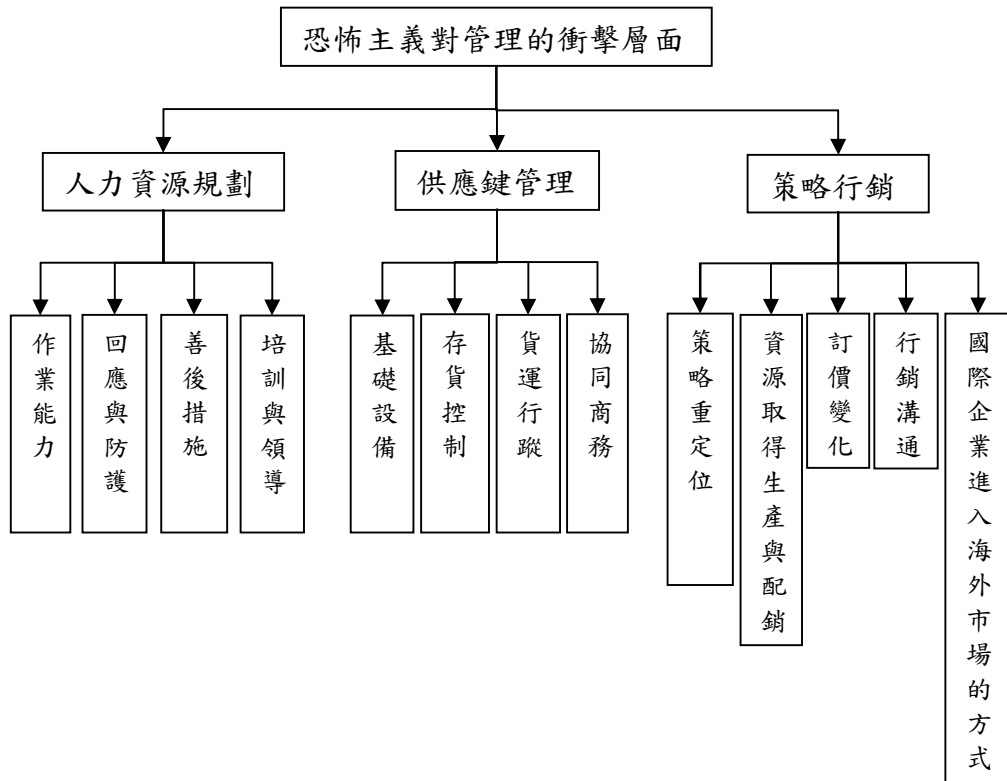 恐怖主義對管理的衝擊層面
人力資源規劃
供應鍵管理
策略行銷
作業能力
回應與防護
善後措施
培訓與領導
基礎設備
存貨控制
貨運行蹤
協同商務
策略重定位
資源取得生產與配銷
訂價變化
行銷溝通
國際企業進入海外市場的方式